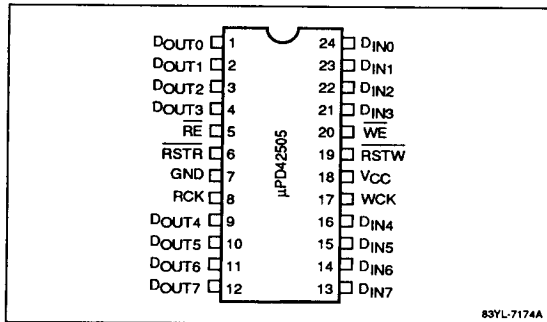 DOUT0 1 24 DIN0
DOUT1 2 23 DIN1
DOUT2 3 22 DIN2
DOUT3 4 21 DIN3
RE 5 20 WE
RSTR 6 19 RSTW
GND 7 18 VCC
RCK 8 17 WCK
DOUT4 9 16 DIN4
DOUT5 10 15 DIN5
DOUT6 11 14 DIN6
DOUT7 12 13 DIN7
µPD42505
83YL-7174A